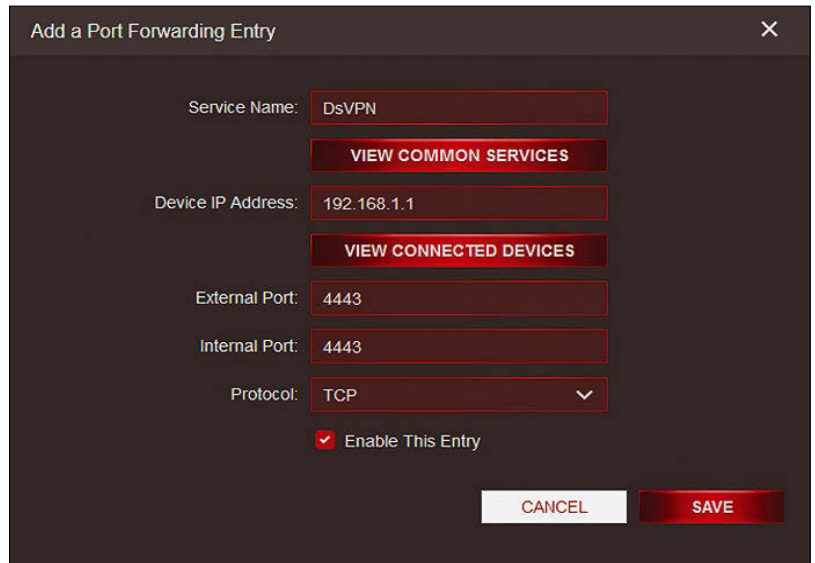 Add a Port Forwarding Entry
Service Name: DsVPN
VIEW COMMON SERVICES
Device IP Address: 192.168.1.1
VIEW CONNECTED DEVICES
External Port: 4443
Internal Port: 4443
Protocol: TCP
Enable This Entry
CANCEL SAVE